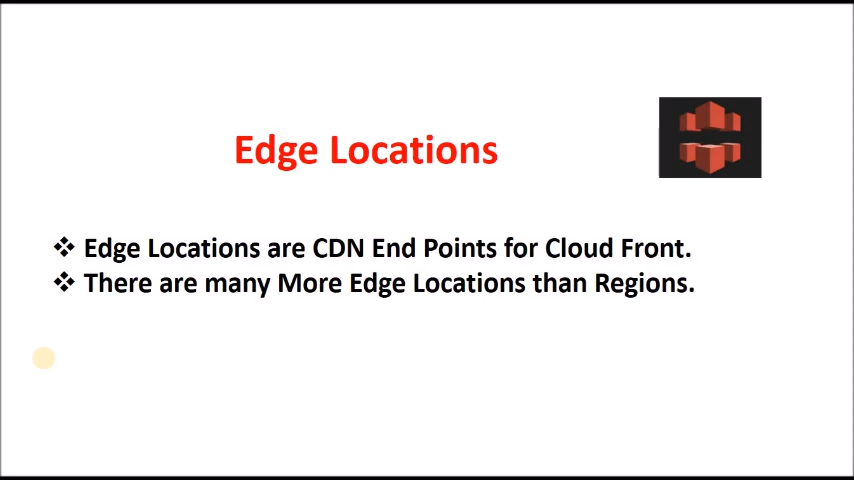 Edge Locations
❖ Edge Locations are CDN End Points for Cloud Front.
❖ There are many More Edge Locations than Regions.